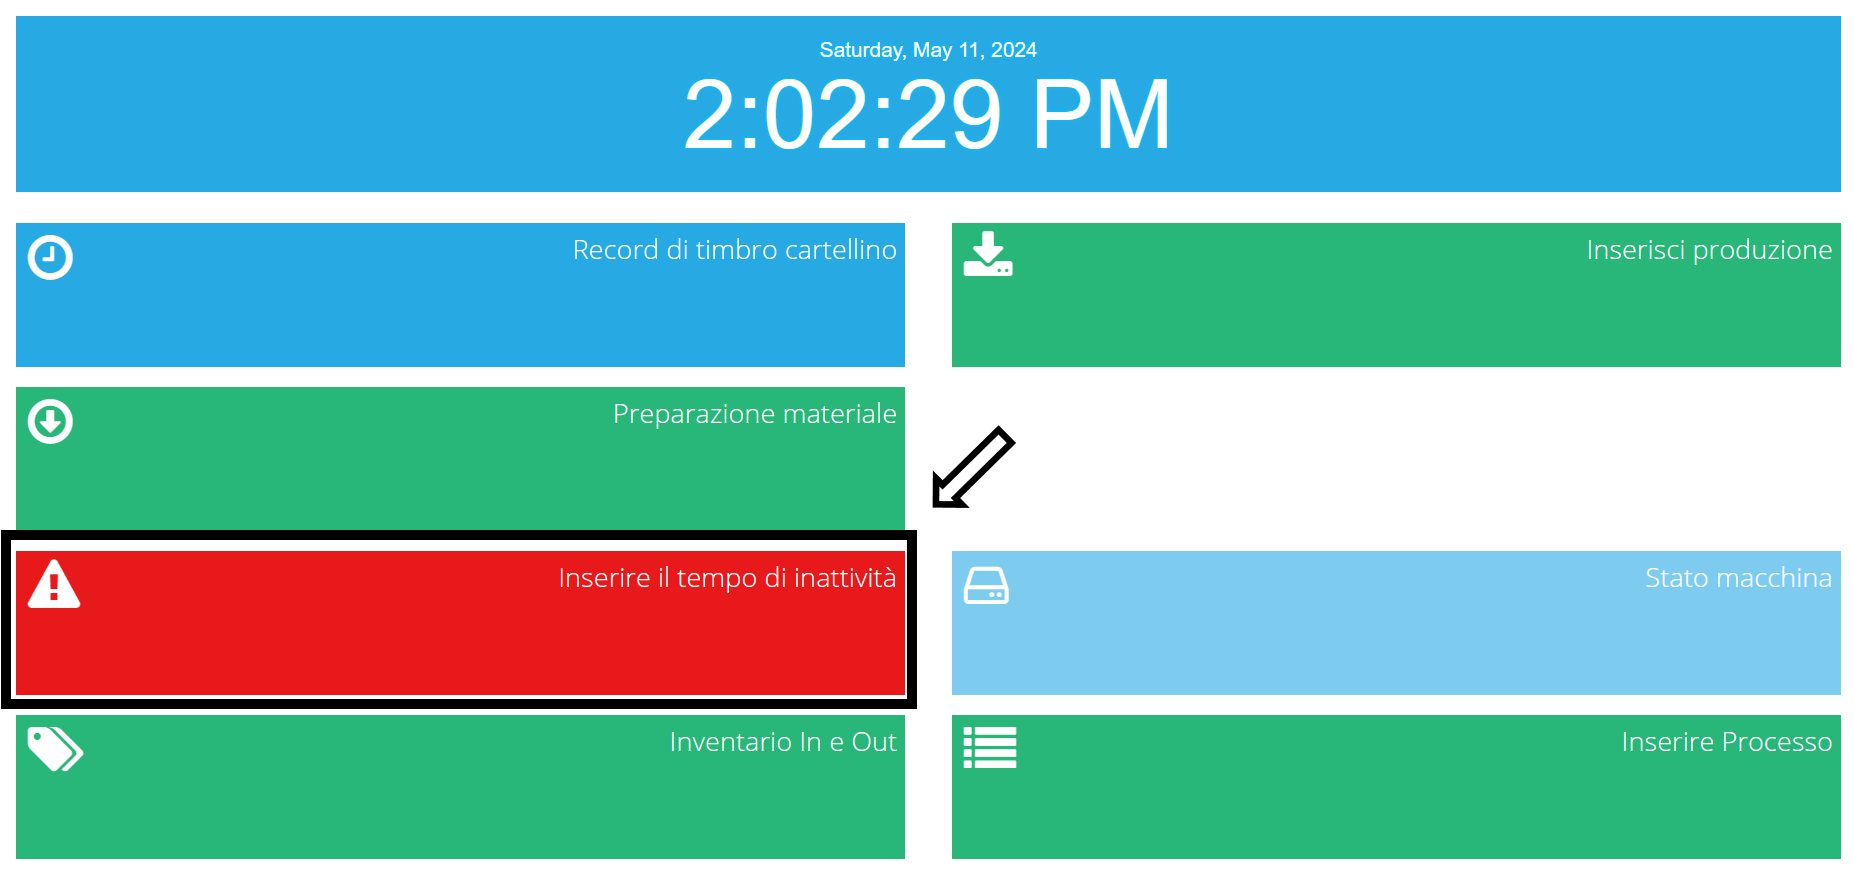 Saturday, May 11, 2024
2:02:29 PM
Record di timbro cartellino
Inserisci produzione
Preparazione materiale
Inserire il tempo di inattività
Stato macchina
Inventario In e Out
Inserire Processo